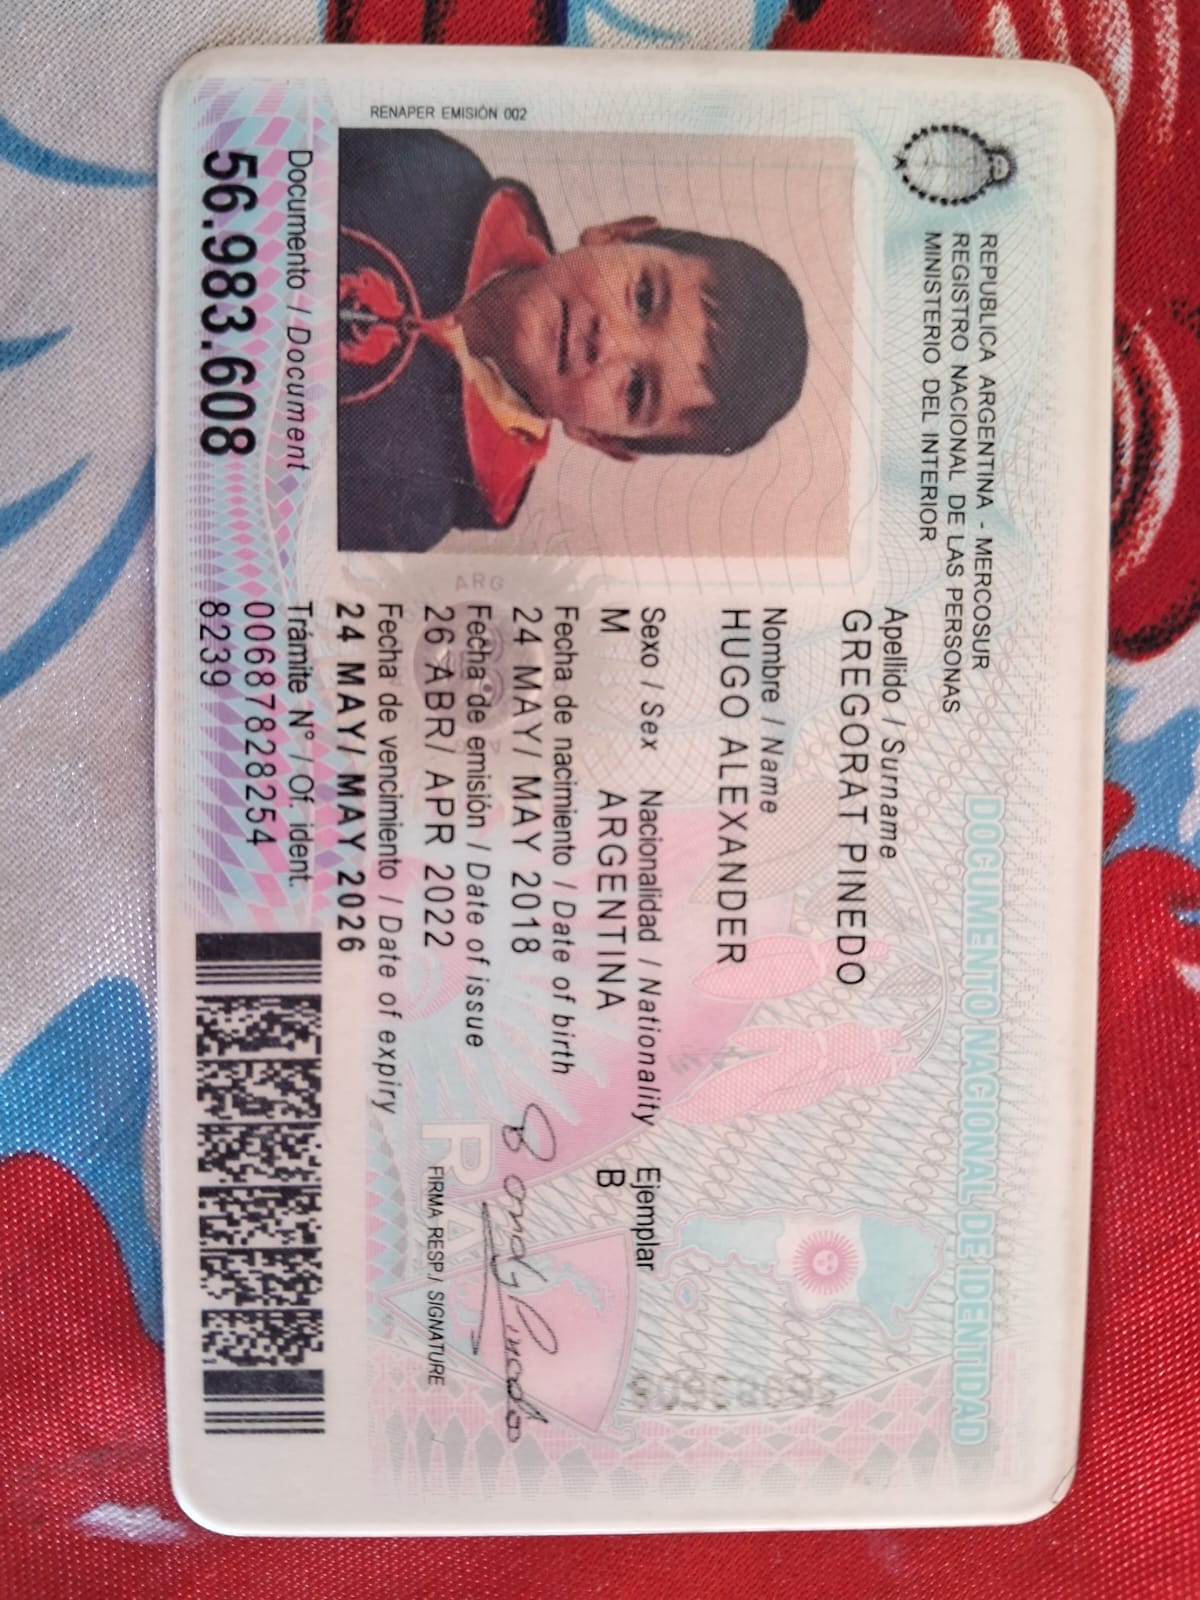 REPUBLICA ARGENTINA - MERCOSUR
REGISTRO NACIONAL DE LAS PERSONAS
MINISTERIO DEL INTERIOR
DOCUMENTO NACIONAL DE IDENTIDAD
RENAPER EMISIÓN 002
Apellido / Surname
GREGORAT PINEDO
Nombre / Name
HUGO ALEXANDER
Sexo / Sex Nacionalidad / Nationality Ejemplar
M ARGENTINA B
Fecha de nacimiento / Date of birth
24 MAY/ MAY 2018
Fecha de emisión / Date of issue
26 ABR/ APR 2022
Fecha de vencimiento / Date of expiry
24 MAY/ MAY 2026
FIRMA RESP./ SIGNATURE
Documento / Document
56.983.608
Trámite N° / Of. ident.
00687828254
8239
ARG
RA